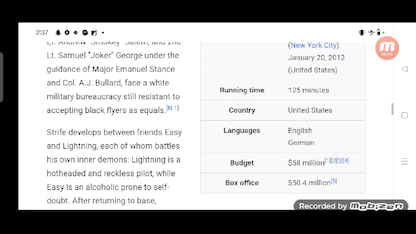 2:37
Lt. Andrew "Smokey" Salem, and 2nd
Lt. Samuel "Joker" George under the
guidance of Major Emanuel Stance
and Col. A.J. Bullard, face a white
military bureaucracy still resistant to
accepting black flyers as equals.[N 1]
Strife develops between friends Easy
and Lightning, each of whom battles
his own inner demons: Lightning is a
hotheaded and reckless pilot, while
Easy is an alcoholic prone to self-
doubt. After returning to base,
(New York City)
January 20, 2012
(United States)
Running time 125 minutes
Country United States
Languages English
German
Budget $58 million[1][2][3][4]
Box office $50.4 million[5]
Recorded by Mobizen